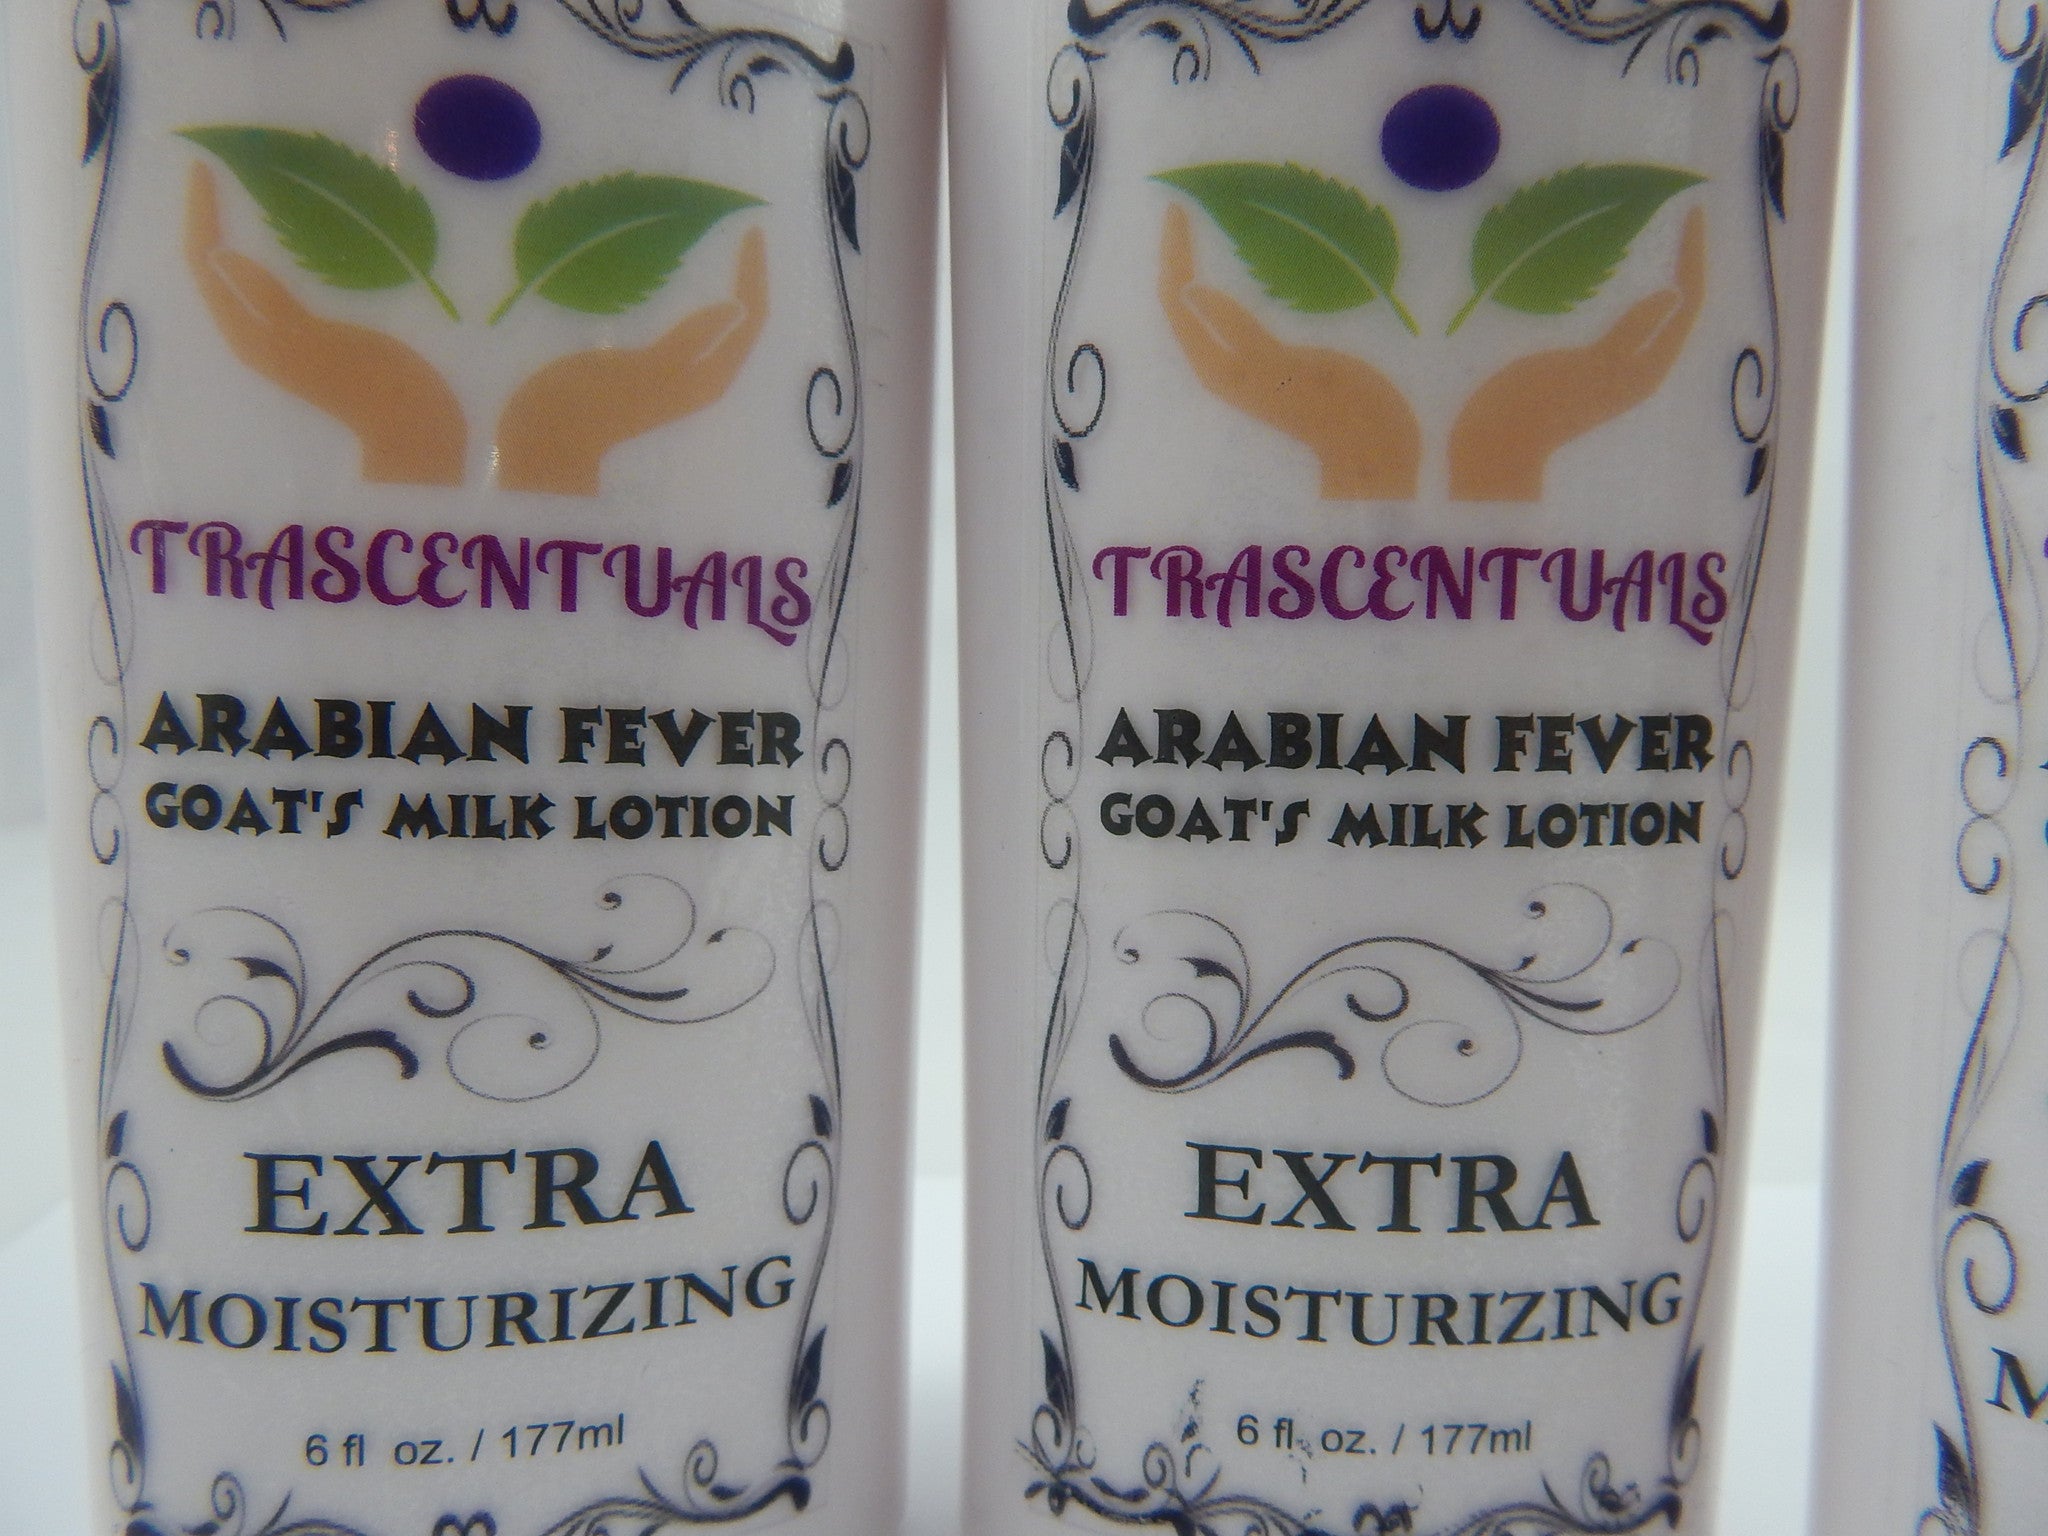 TRASCENTUALS
ARABIAN FEVER
GOAT'S MILK LOTION
EXTRA
MOISTURIZING
6 fl oz. / 177ml
TRASCENTUALS
ARABIAN FEVER
GOAT'S MILK LOTION
EXTRA
MOISTURIZING
6 fl oz. / 177ml
M